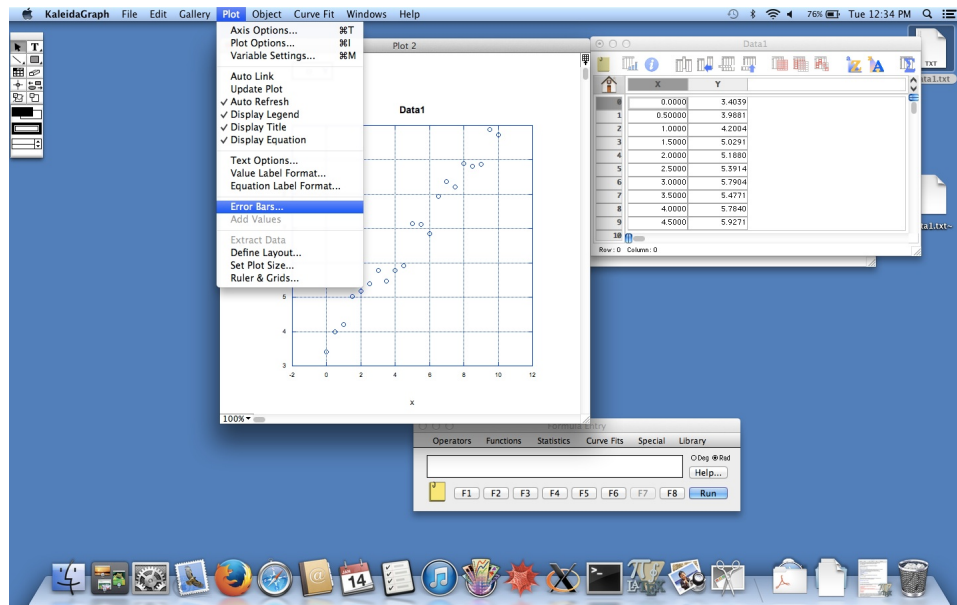 KaleidaGraph File Edit Gallery Plot Object Curve Fit Windows Help 76% Tue 12:34 PM
Axis Options... ⌘T
Plot Options... ⌘I
Variable Settings... ⌘M
Auto Link
Update Plot
✓ Auto Refresh
✓ Display Legend
✓ Display Title
✓ Display Equation
Text Options...
Value Label Format...
Equation Label Format...
Error Bars...
Add Values
Extract Data
Define Layout...
Set Plot Size...
Ruler & Grids...
T
Plot 2
Data1
5
4
3
-2 0 2 4 6 8 10 12
x
100%
Data1
X Y
0 0.0000 3.4039
1 0.50000 3.9881
2 1.0000 4.2004
3 1.5000 5.0291
4 2.0000 5.1880
5 2.5000 5.3914
6 3.0000 5.7904
7 3.5000 5.4771
8 4.0000 5.7840
9 4.5000 5.9271
10
Row: 0 Column: 0
TXT
ta1.txt
ta1.txt~
Formula Entry
Operators Functions Statistics Curve Fits Special Library
Deg Rad
Help...
F1 F2 F3 F4 F5 F6 F7 F8 Run
14